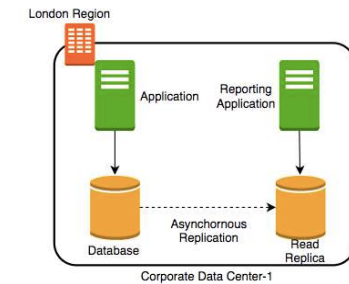 London Region
Application
Reporting
Application
Asynchornous
Replication
Database
Read
Replica
Corporate Data Center-1